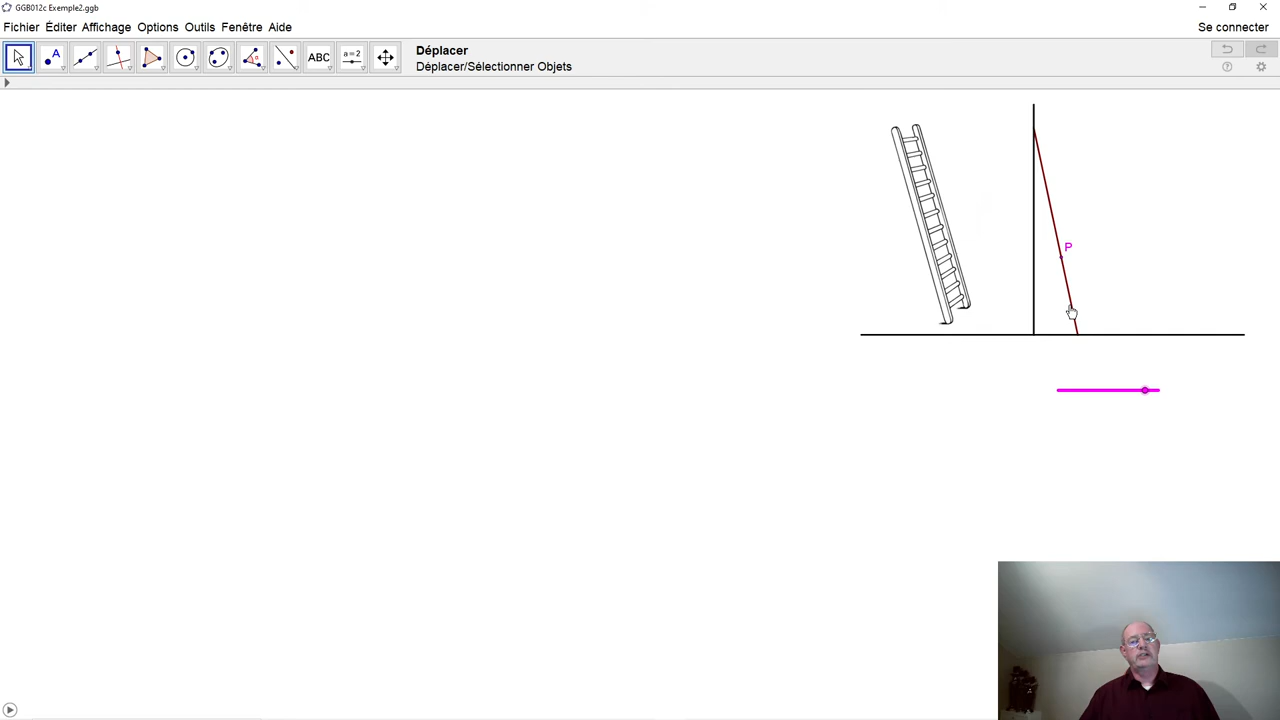 GGB012c Exemple2.ggb
Fichier Éditer Affichage Options Outils Fenêtre Aide
Se connecter
A
ABC
a=2
Déplacer
Déplacer/Sélectionner Objets
P